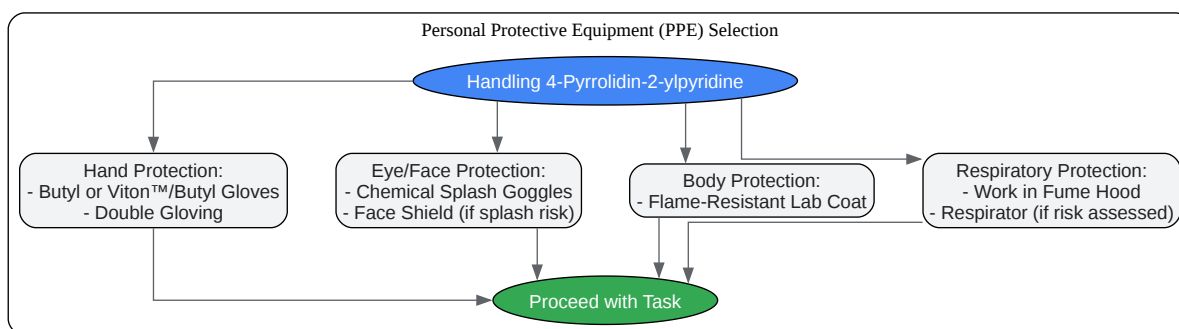 Personal Protective Equipment (PPE) Selection
Handling 4-Pyrrolidin-2-ylpyridine
Hand Protection:
- Butyl or Viton™/Butyl Gloves
- Double Gloving
Eye/Face Protection:
- Chemical Splash Goggles
- Face Shield (if splash risk)
Body Protection:
- Flame-Resistant Lab Coat
Respiratory Protection:
- Work in Fume Hood
- Respirator (if risk assessed)
Proceed with Task